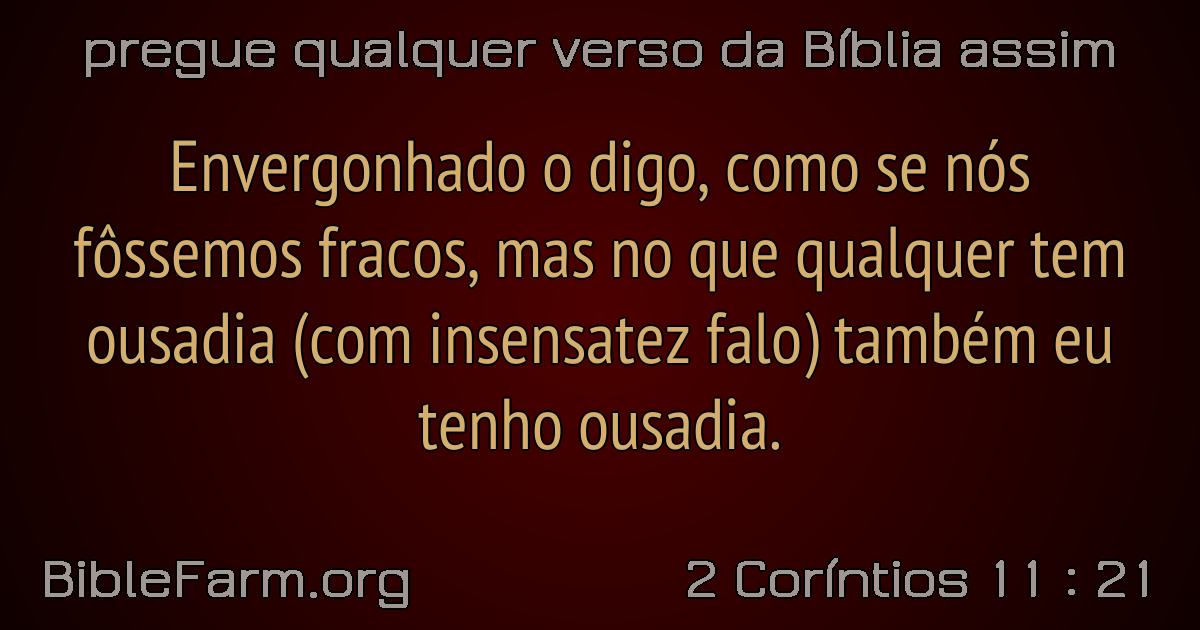 pregue qualquer verso da Bíblia assim
Envergonhado o digo, como se nós
fôssemos fracos, mas no que qualquer tem
ousadia (com insensatez falo) também eu
tenho ousadia.
BibleFarm.org
2 Coríntios 11 : 21